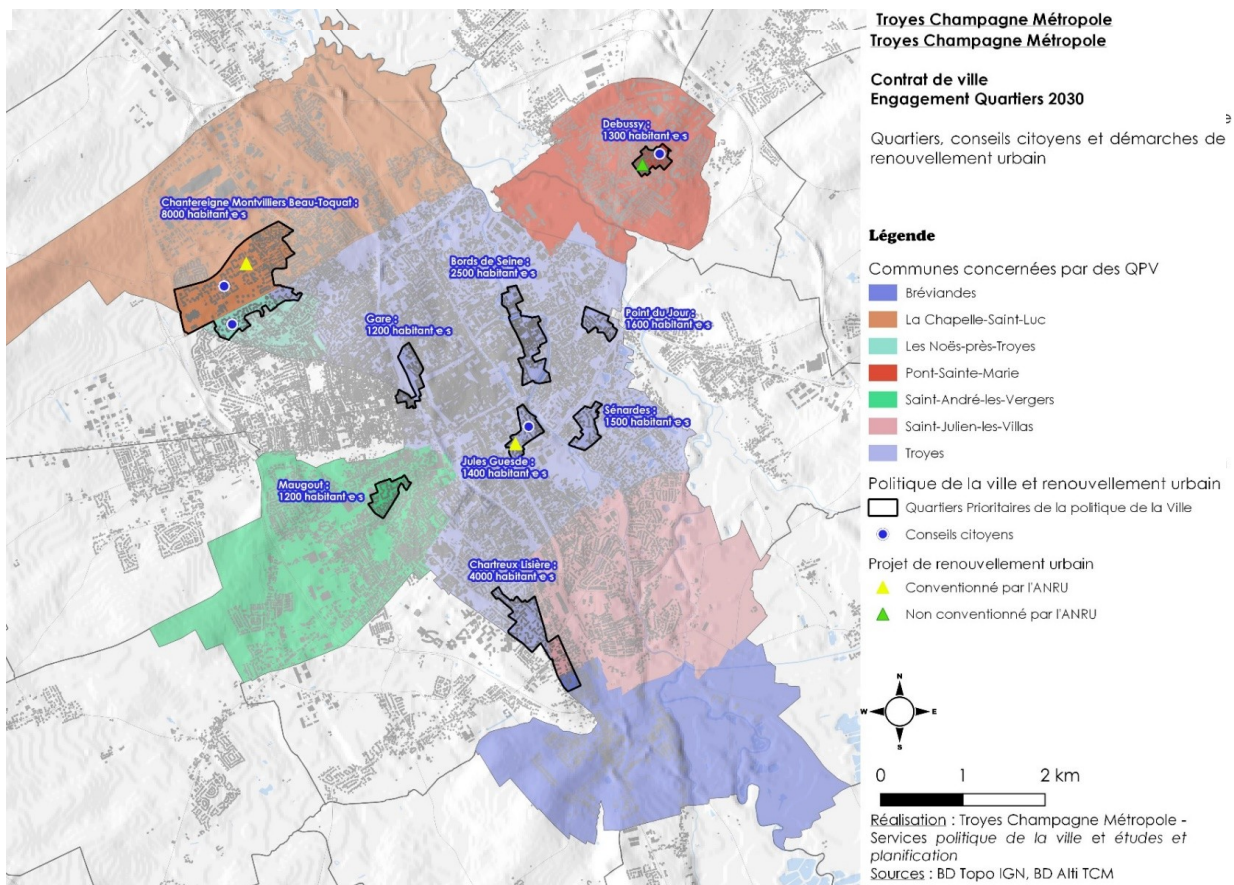 Troyes Champagne Métropole
Troyes Champagne Métropole
Contrat de ville
Engagement Quartiers 2030
e
Quartiers, conseils citoyens et démarches de
renouvellement urbain
Debussy :
1300 habitant·e·s
Chantereigne Montvilliers Beau-Toquat :
8000 habitant·e·s
Bords de Seine :
2500 habitant·e·s
Gare :
1200 habitant·e·s
Point du Jour :
1600 habitant·e·s
Sénardes :
1500 habitant·e·s
Jules Guesde :
1400 habitant·e·s
Maugout :
1200 habitant·e·s
Chartreux Lisière :
4000 habitant·e·s
Légende
Communes concernées par des QPV
Bréviandes
La Chapelle-Saint-Luc
Les Noës-près-Troyes
Pont-Sainte-Marie
Saint-André-les-Vergers
Saint-Julien-les-Villas
Troyes
Politique de la ville et renouvellement urbain
Quartiers Prioritaires de la politique de la Ville
Conseils citoyens
Projet de renouvellement urbain
Conventionné par l'ANRU
Non conventionné par l'ANRU
N
W E
S
0 1 2 km
Réalisation : Troyes Champagne Métropole -
Services politique de la ville et études et
planification
Sources : BD Topo IGN, BD Alti TCM